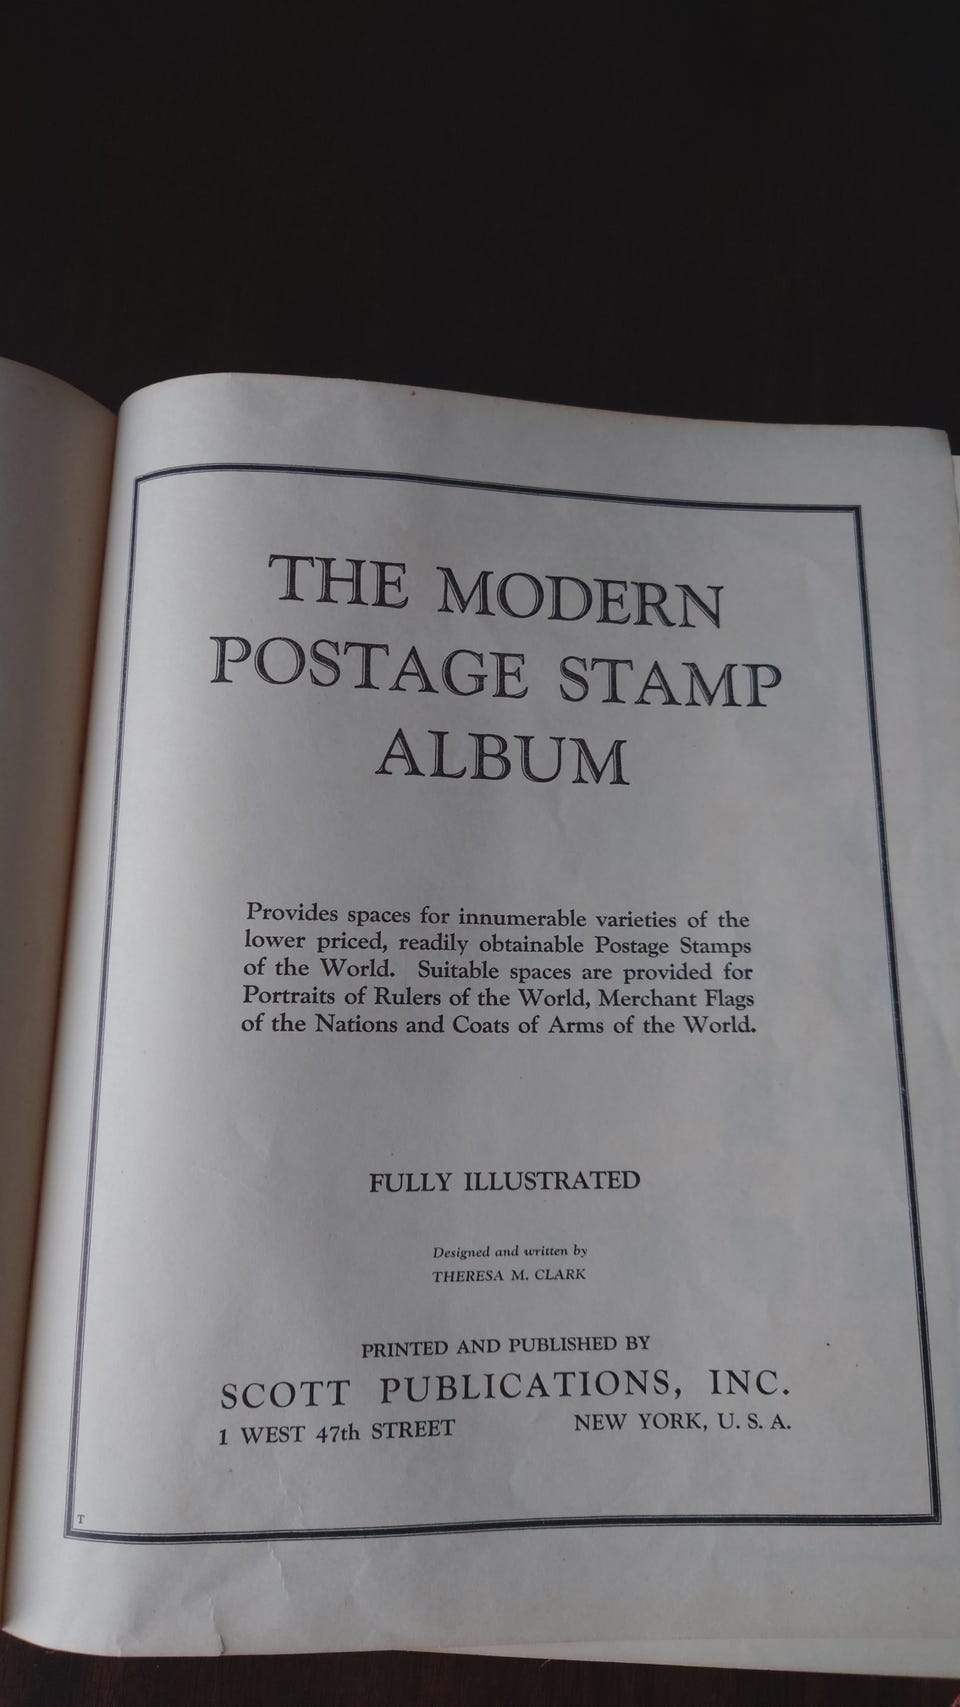 THE MODERN
POSTAGE STAMP
ALBUM
Provides spaces for innumerable varieties of the
lower priced, readily obtainable Postage Stamps
of the World. Suitable spaces are provided for
Portraits of Rulers of the World, Merchant Flags
of the Nations and Coats of Arms of the World.
FULLY ILLUSTRATED
Designed and written by
THERESA M. CLARK
PRINTED AND PUBLISHED BY
SCOTT PUBLICATIONS, INC.
1 WEST 47th STREET NEW YORK, U. S. A.
T